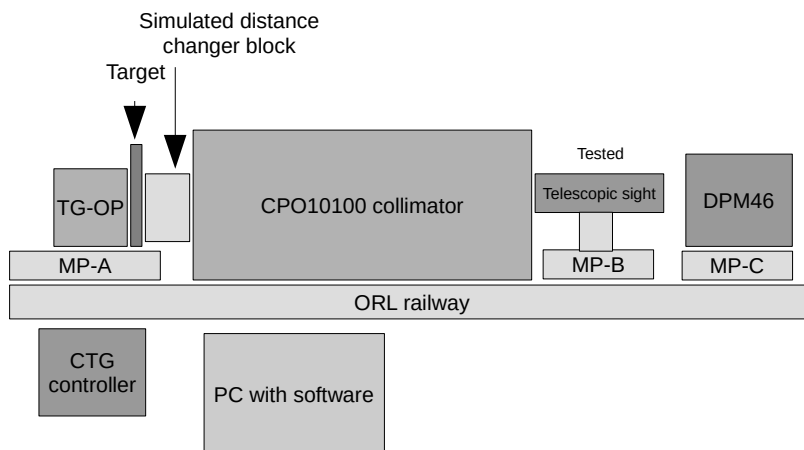 Simulated distance
changer block
Target
Tested
TG-OP
CPO10100 collimator
Telescopic sight
DPM46
MP-A
MP-B
MP-C
ORL railway
CTG
controller
PC with software